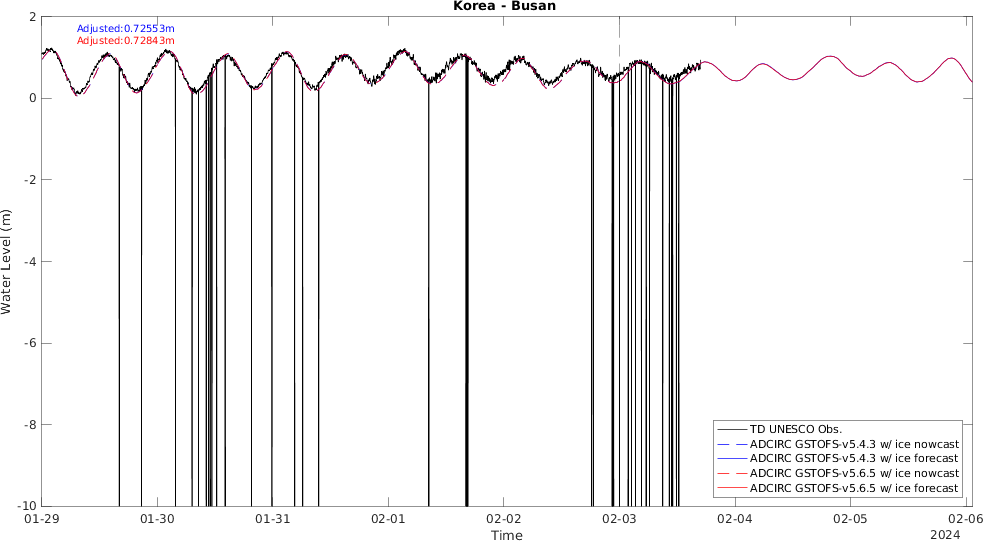 Korea - Busan
Adjusted:0.72553m
Adjusted:0.72843m
2
0
-2
-4
-6
-8
-10
Water Level (m)
01-29 01-30 01-31 02-01 02-02 02-03 02-04 02-05 02-06
Time
2024
TD UNESCO Obs.
ADCIRC GSTOFS-v5.4.3 w/ ice nowcast
ADCIRC GSTOFS-v5.4.3 w/ ice forecast
ADCIRC GSTOFS-v5.6.5 w/ ice nowcast
ADCIRC GSTOFS-v5.6.5 w/ ice forecast